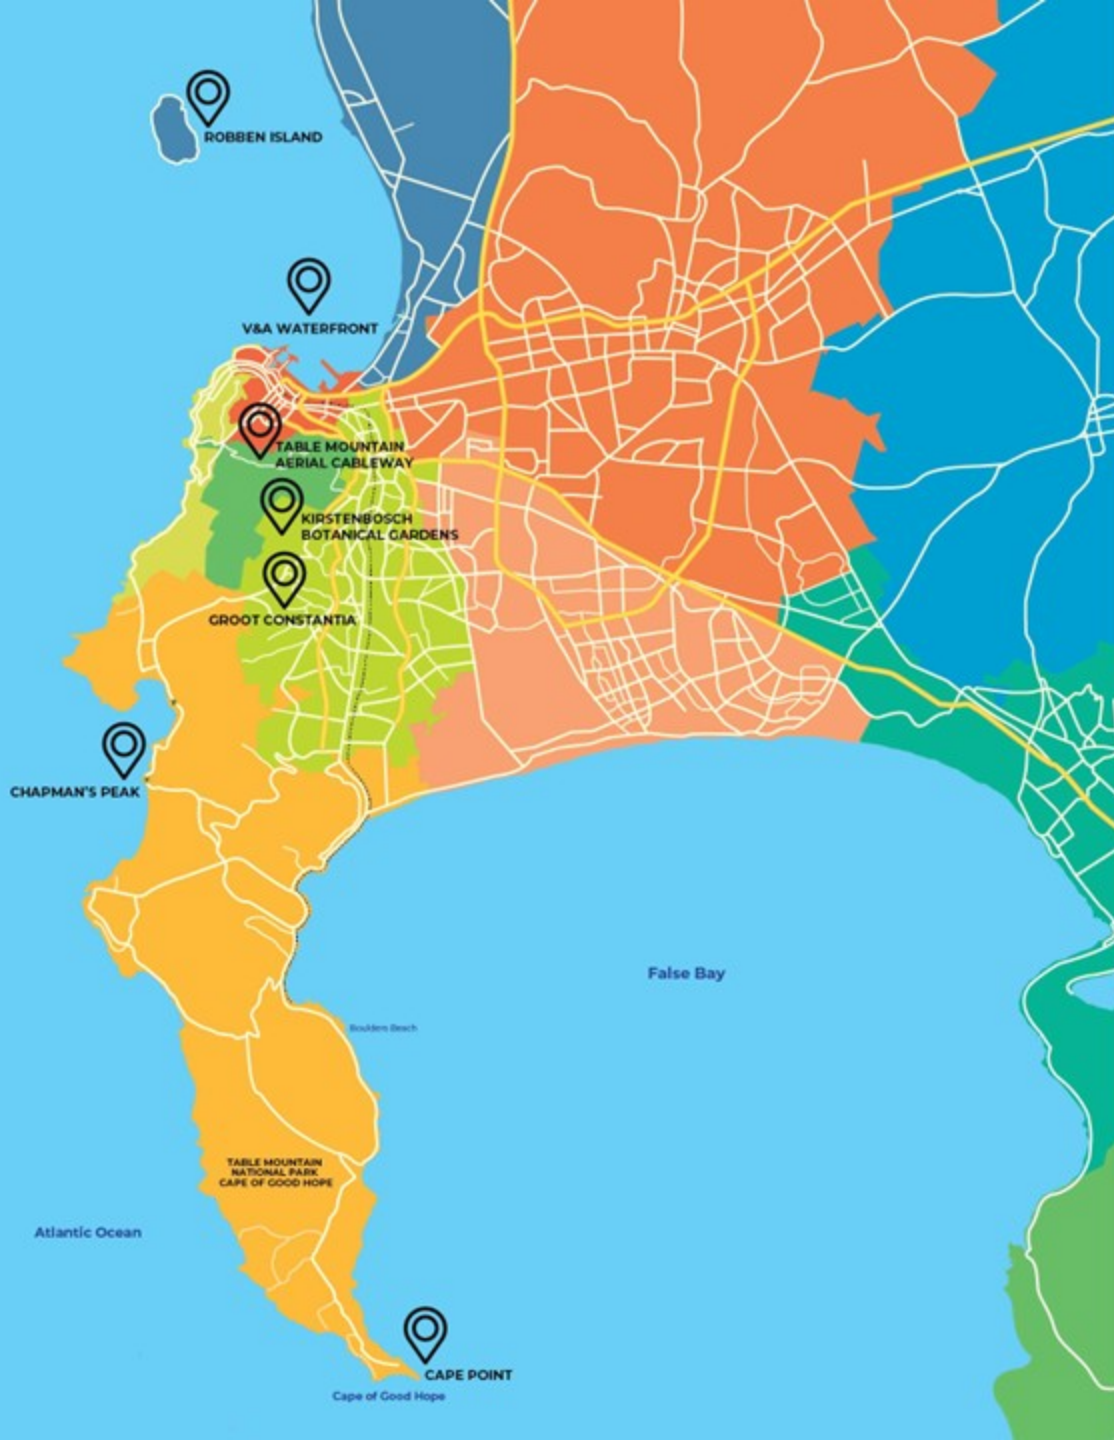 ROBBEN ISLAND
V&A WATERFRONT
TABLE MOUNTAIN
AERIAL CABLEWAY
KIRSTENBOSCH
BOTANICAL GARDENS
GROOT CONSTANTIA
CHAPMAN'S PEAK
False Bay
Boulders Beach
TABLE MOUNTAIN
NATIONAL PARK
CAPE OF GOOD HOPE
Atlantic Ocean
CAPE POINT
Cape of Good Hope